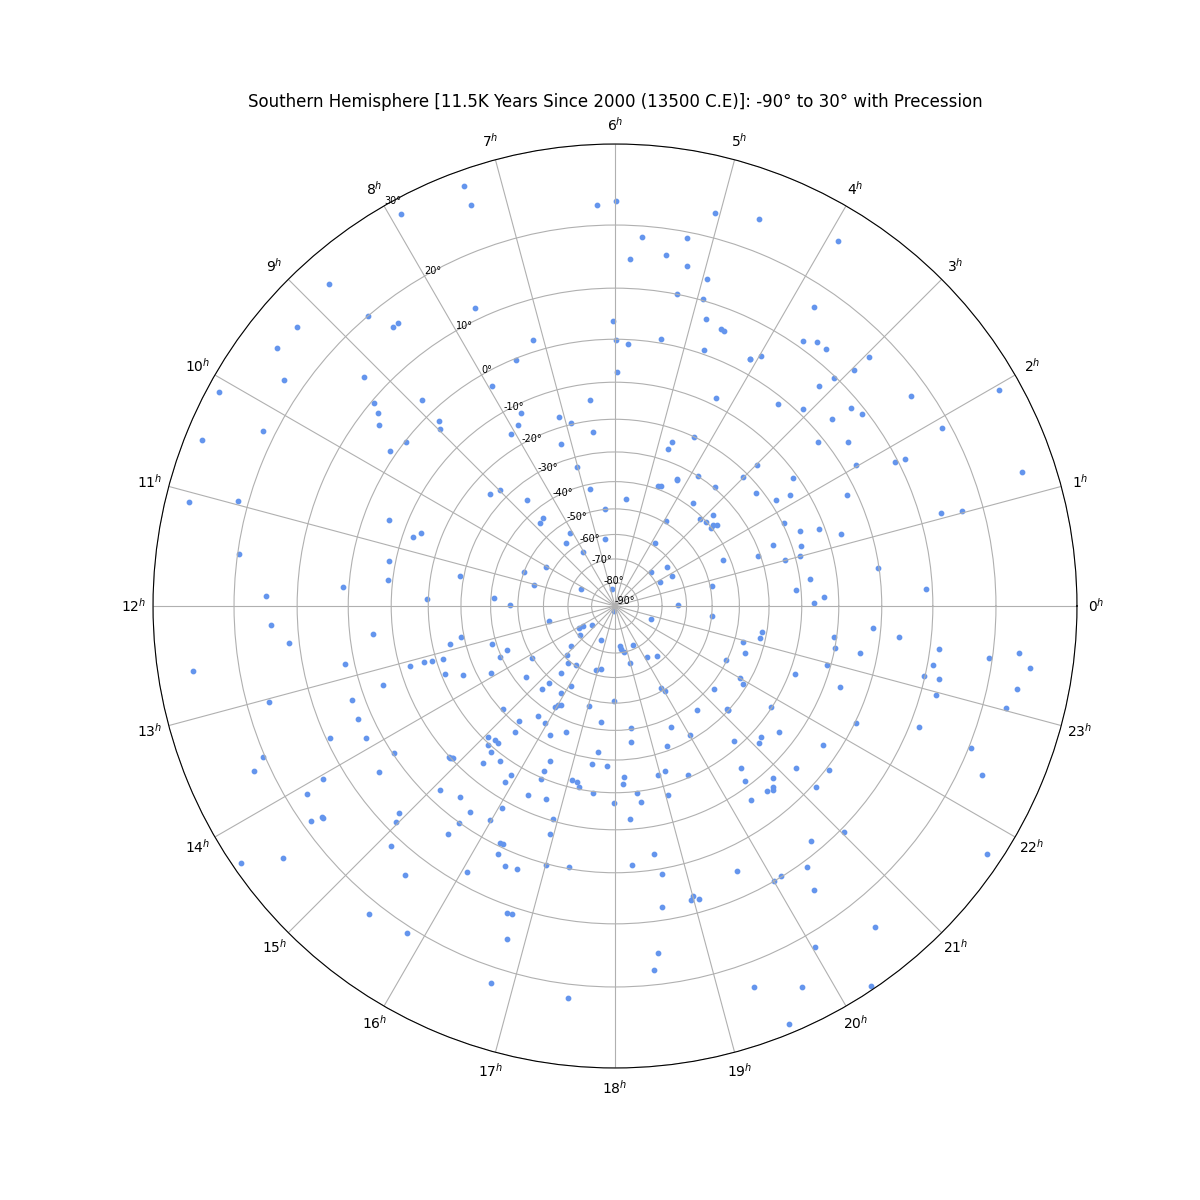 Southern Hemisphere [11.5K Years Since 2000 (13500 C.E)]: -90° to 30° with Precession
6ʰ
7ʰ
5ʰ
8ʰ
4ʰ
30°
9ʰ
3ʰ
20°
10°
10ʰ
2ʰ
0°
-10°
-20°
-30°
11ʰ
1ʰ
-40°
-50°
-60°
-70°
-80°
-90°
12ʰ
0ʰ
13ʰ
23ʰ
14ʰ
22ʰ
15ʰ
21ʰ
16ʰ
20ʰ
17ʰ
19ʰ
18ʰ